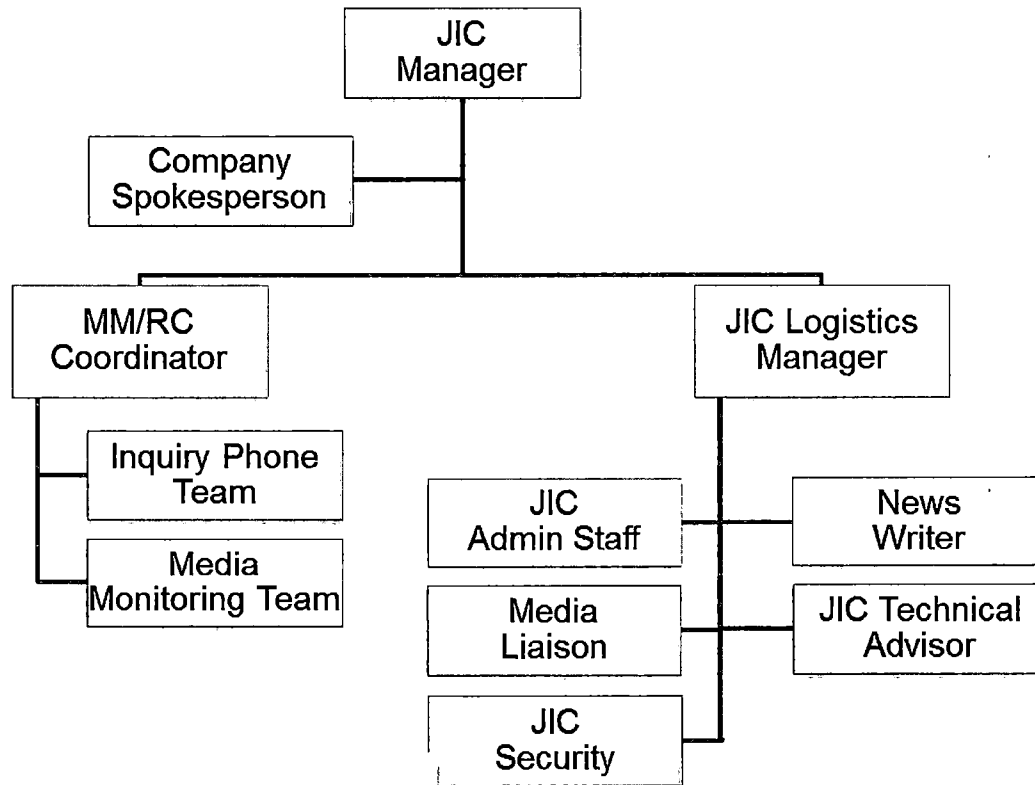 JIC
Manager
Company
Spokesperson
MM/RC
Coordinator
JIC Logistics
Manager
Inquiry Phone
Team
Media
Monitoring Team
JIC
Admin Staff
News
Writer
Media
Liaison
JIC Technical
Advisor
JIC
Security